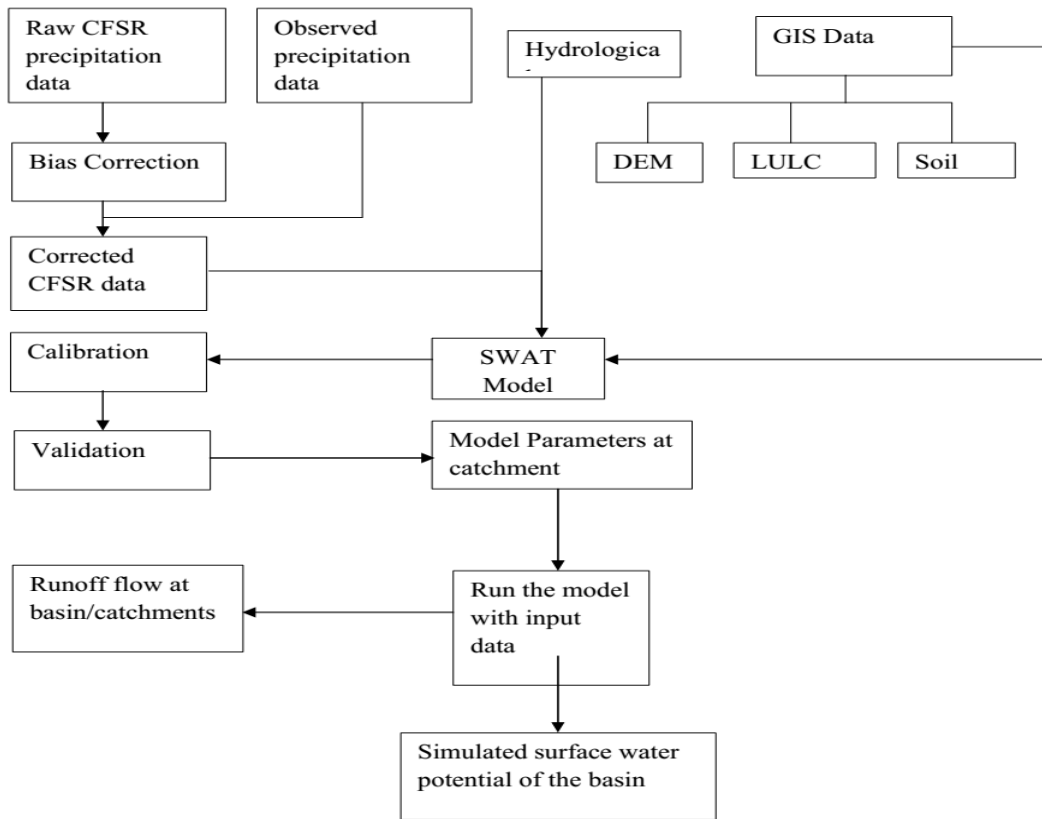 Raw CFSR
precipitation
data
Observed
precipitation
data
Hydrologica
GIS Data
Bias Correction
DEM
LULC
Soil
Corrected
CFSR data
Calibration
SWAT
Model
Validation
Model Parameters at
catchment
Runoff flow at
basin/catchments
Run the model
with input
data
Simulated surface water
potential of the basin